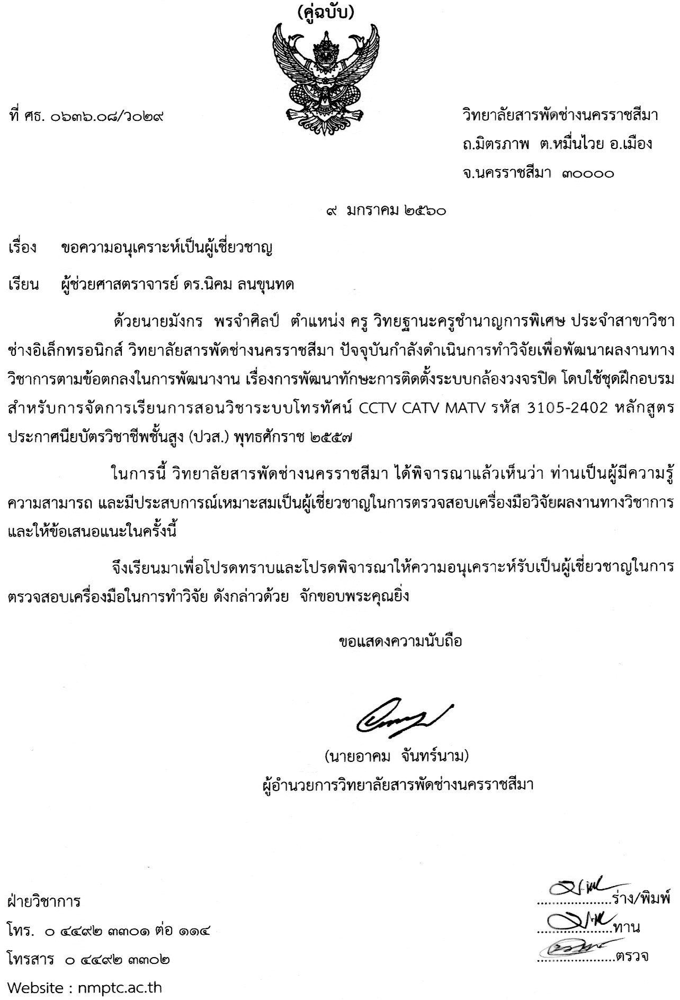 (คู่ฉบับ)
ที่ ศธ. ๐๖๓๖.๐๘/ว๐๒๙
วิทยาลัยสารพัดช่างนครราชสีมา
ถ.มิตรภาพ ต.หมื่นไวย อ.เมือง
จ.นครราชสีมา ๓๐๐๐๐
๙ มกราคม ๒๕๖๐
เรื่อง ขอความอนุเคราะห์เป็นผู้เชี่ยวชาญ
เรียน ผู้ช่วยศาสตราจารย์ ดร.นิคม ลนขุนทด
ด้วยนายมังกร พรจำศิลป์ ตำแหน่ง ครู วิทยฐานะครูชำนาญการพิเศษ ประจำสาขาวิชา
ช่างอิเล็กทรอนิกส์ วิทยาลัยสารพัดช่างนครราชสีมา ปัจจุบันกำลังดำเนินการทำวิจัยเพื่อพัฒนาผลงานทาง
วิชาการตามข้อตกลงในการพัฒนางาน เรื่องการพัฒนาทักษะการติดตั้งระบบกล้องวงจรปิด โดบใช้ชุดฝึกอบรม
สำหรับการจัดการเรียนการสอนวิชาระบบโทรทัศน์ CCTV CATV MATV รหัส 3105-2402 หลักสูตร
ประกาศนียบัตรวิชาชีพชั้นสูง (ปวส.) พุทธศักราช ๒๕๕๗
ในการนี้ วิทยาลัยสารพัดช่างนครราชสีมา ได้พิจารณาแล้วเห็นว่า ท่านเป็นผู้มีความรู้
ความสามารถ และมีประสบการณ์เหมาะสมเป็นผู้เชี่ยวชาญในการตรวจสอบเครื่องมือวิจัยผลงานทางวิชาการ
และให้ข้อเสนอแนะในครั้งนี้
จึงเรียนมาเพื่อโปรดทราบและโปรดพิจารณาให้ความอนุเคราะห์รับเป็นผู้เชี่ยวชาญในการ
ตรวจสอบเครื่องมือในการทำวิจัย ดังกล่าวด้วย จักขอบพระคุณยิ่ง
ขอแสดงความนับถือ
(นายอาคม จันทร์นาม)
ผู้อำนวยการวิทยาลัยสารพัดช่างนครราชสีมา
ฝ่ายวิชาการ
โทร. ๐ ๔๔๙๒ ๓๓๐๑ ต่อ ๑๑๔
โทรสาร ๐ ๔๔๙๒ ๓๓๐๒
Website : nmptc.ac.th
....................ร่าง/พิมพ์
....................ทาน
.....................ตรวจ